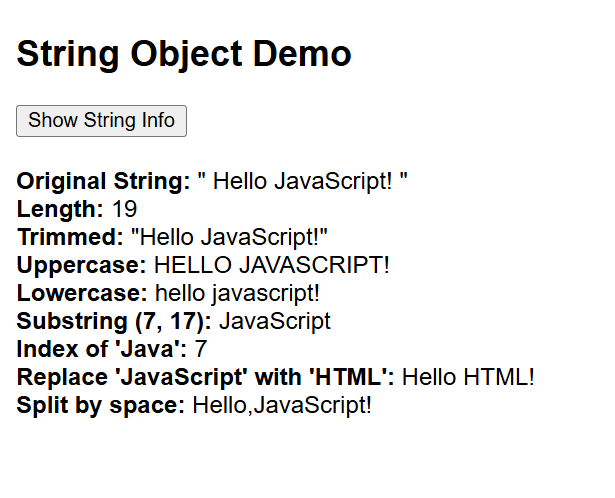 String Object Demo
Show String Info
Original String: " Hello JavaScript! "
Length: 19
Trimmed: "Hello JavaScript!"
Uppercase: HELLO JAVASCRIPT!
Lowercase: hello javascript!
Substring (7, 17): JavaScript
Index of 'Java': 7
Replace 'JavaScript' with 'HTML': Hello HTML!
Split by space: Hello,JavaScript!